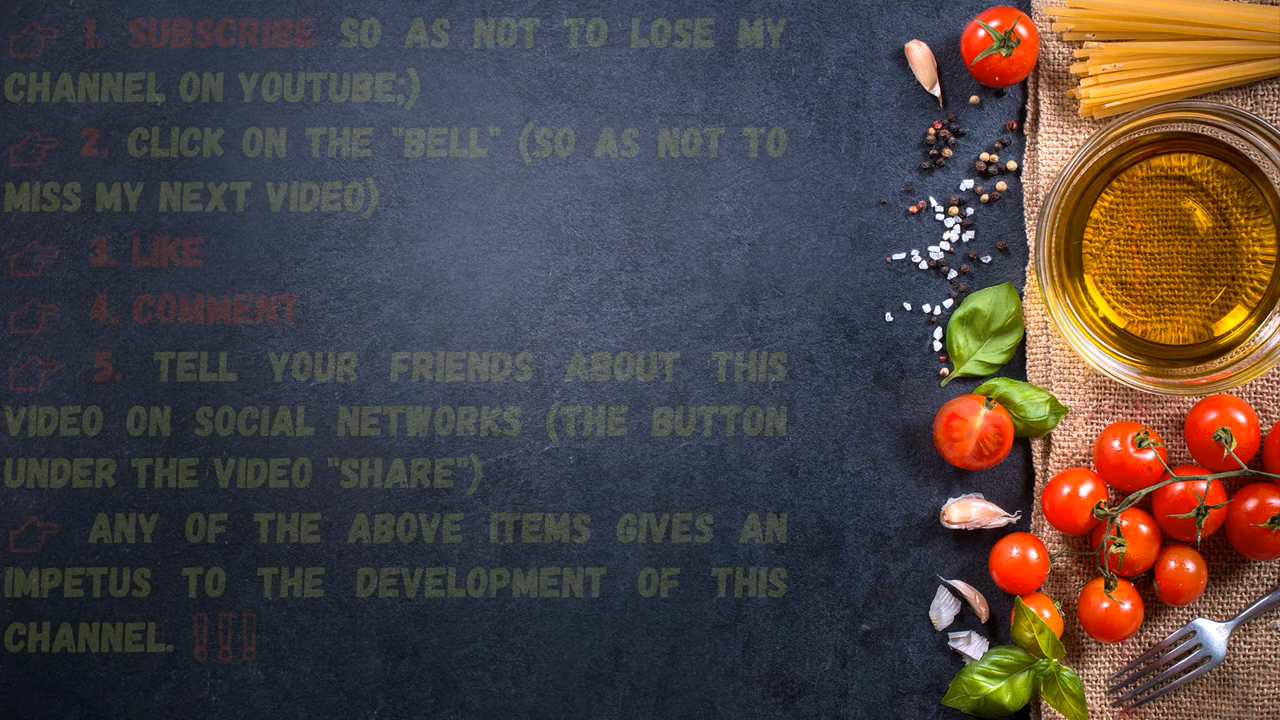 👉 1. SUBSCRIBE SO AS NOT TO LOSE MY
CHANNEL ON YOUTUBE;)
👉 2. CLICK ON THE "BELL" (SO AS NOT TO
MISS MY NEXT VIDEO)
👉 3. LIKE
👉 4. COMMENT
👉 5. TELL YOUR FRIENDS ABOUT THIS
VIDEO ON SOCIAL NETWORKS (THE BUTTON
UNDER THE VIDEO "SHARE")
👉 ANY OF THE ABOVE ITEMS GIVES AN
IMPETUS TO THE DEVELOPMENT OF THIS
CHANNEL. ❗❗❗